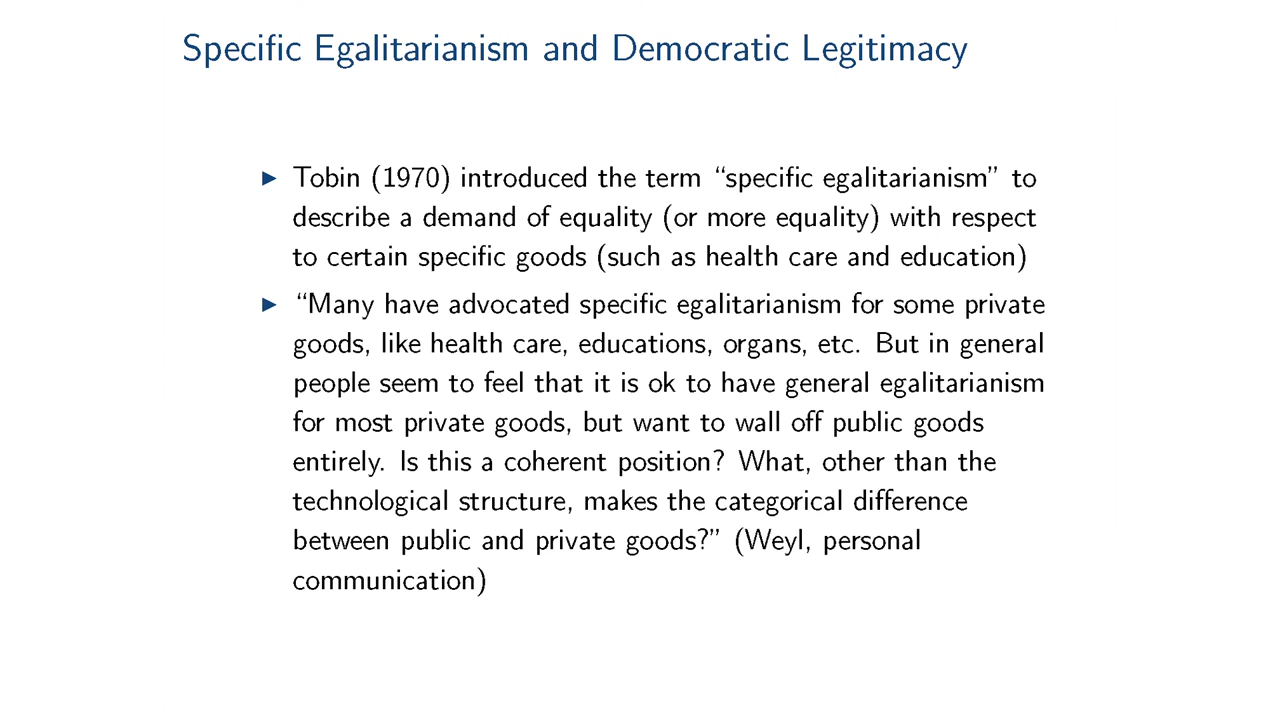 Specific Egalitarianism and Democratic Legitimacy
▶ Tobin (1970) introduced the term “specific egalitarianism” to
describe a demand of equality (or more equality) with respect
to certain specific goods (such as health care and education)
▶ “Many have advocated specific egalitarianism for some private
goods, like health care, educations, organs, etc. But in general
people seem to feel that it is ok to have general egalitarianism
for most private goods, but want to wall off public goods
entirely. Is this a coherent position? What, other than the
technological structure, makes the categorical difference
between public and private goods?” (Weyl, personal
communication)